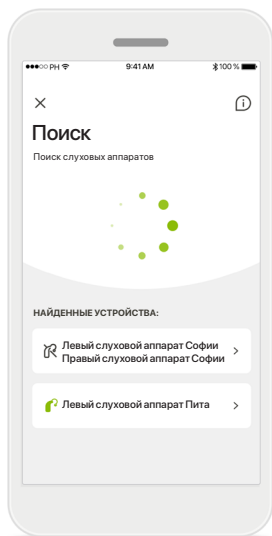 PH 9:41 AM 100 %
Поиск
Поиск слуховых аппаратов
НАЙДЕННЫЕ УСТРОЙСТВА:
Левый слуховой аппарат Софии
Правый слуховой аппарат Софии
Левый слуховой аппарат Пита